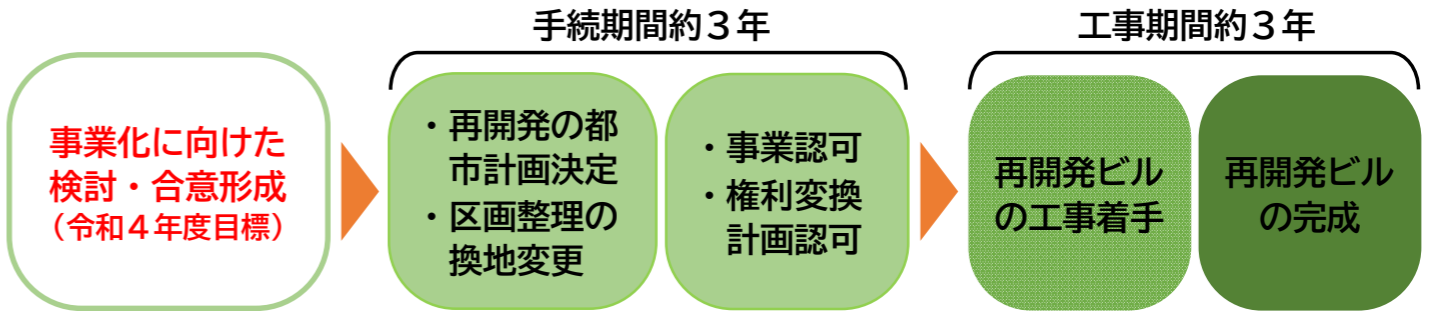 手続期間約３年
工事期間約３年
事業化に向けた
検討・合意形成
（令和４年度目標）
・再開発の都
市計画決定
・区画整理の
換地変更
・事業認可
・権利変換
計画認可
再開発ビル
の工事着手
再開発ビル
の完成